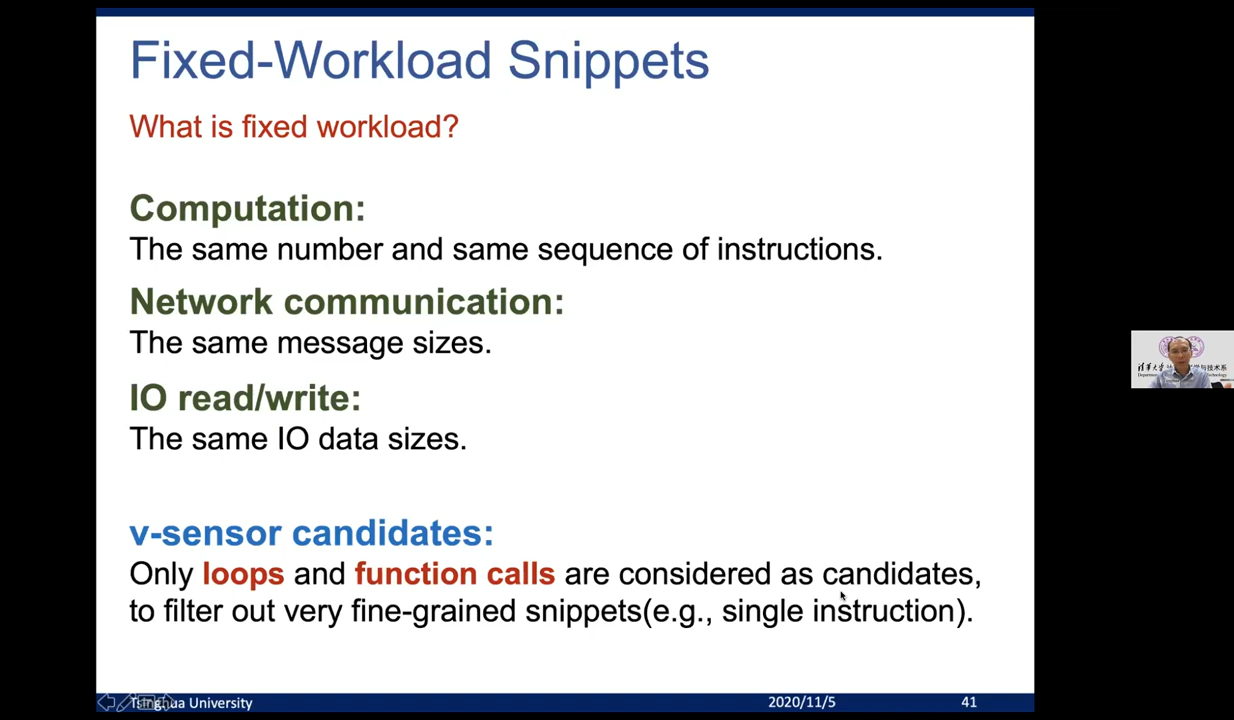 Fixed-Workload Snippets
What is fixed workload?
Computation:
The same number and same sequence of instructions.
Network communication:
The same message sizes.
IO read/write:
The same IO data sizes.
v-sensor candidates:
Only loops and function calls are considered as candidates,
to filter out very fine-grained snippets(e.g., single instruction).
Tsinghua University
2020/11/5
41